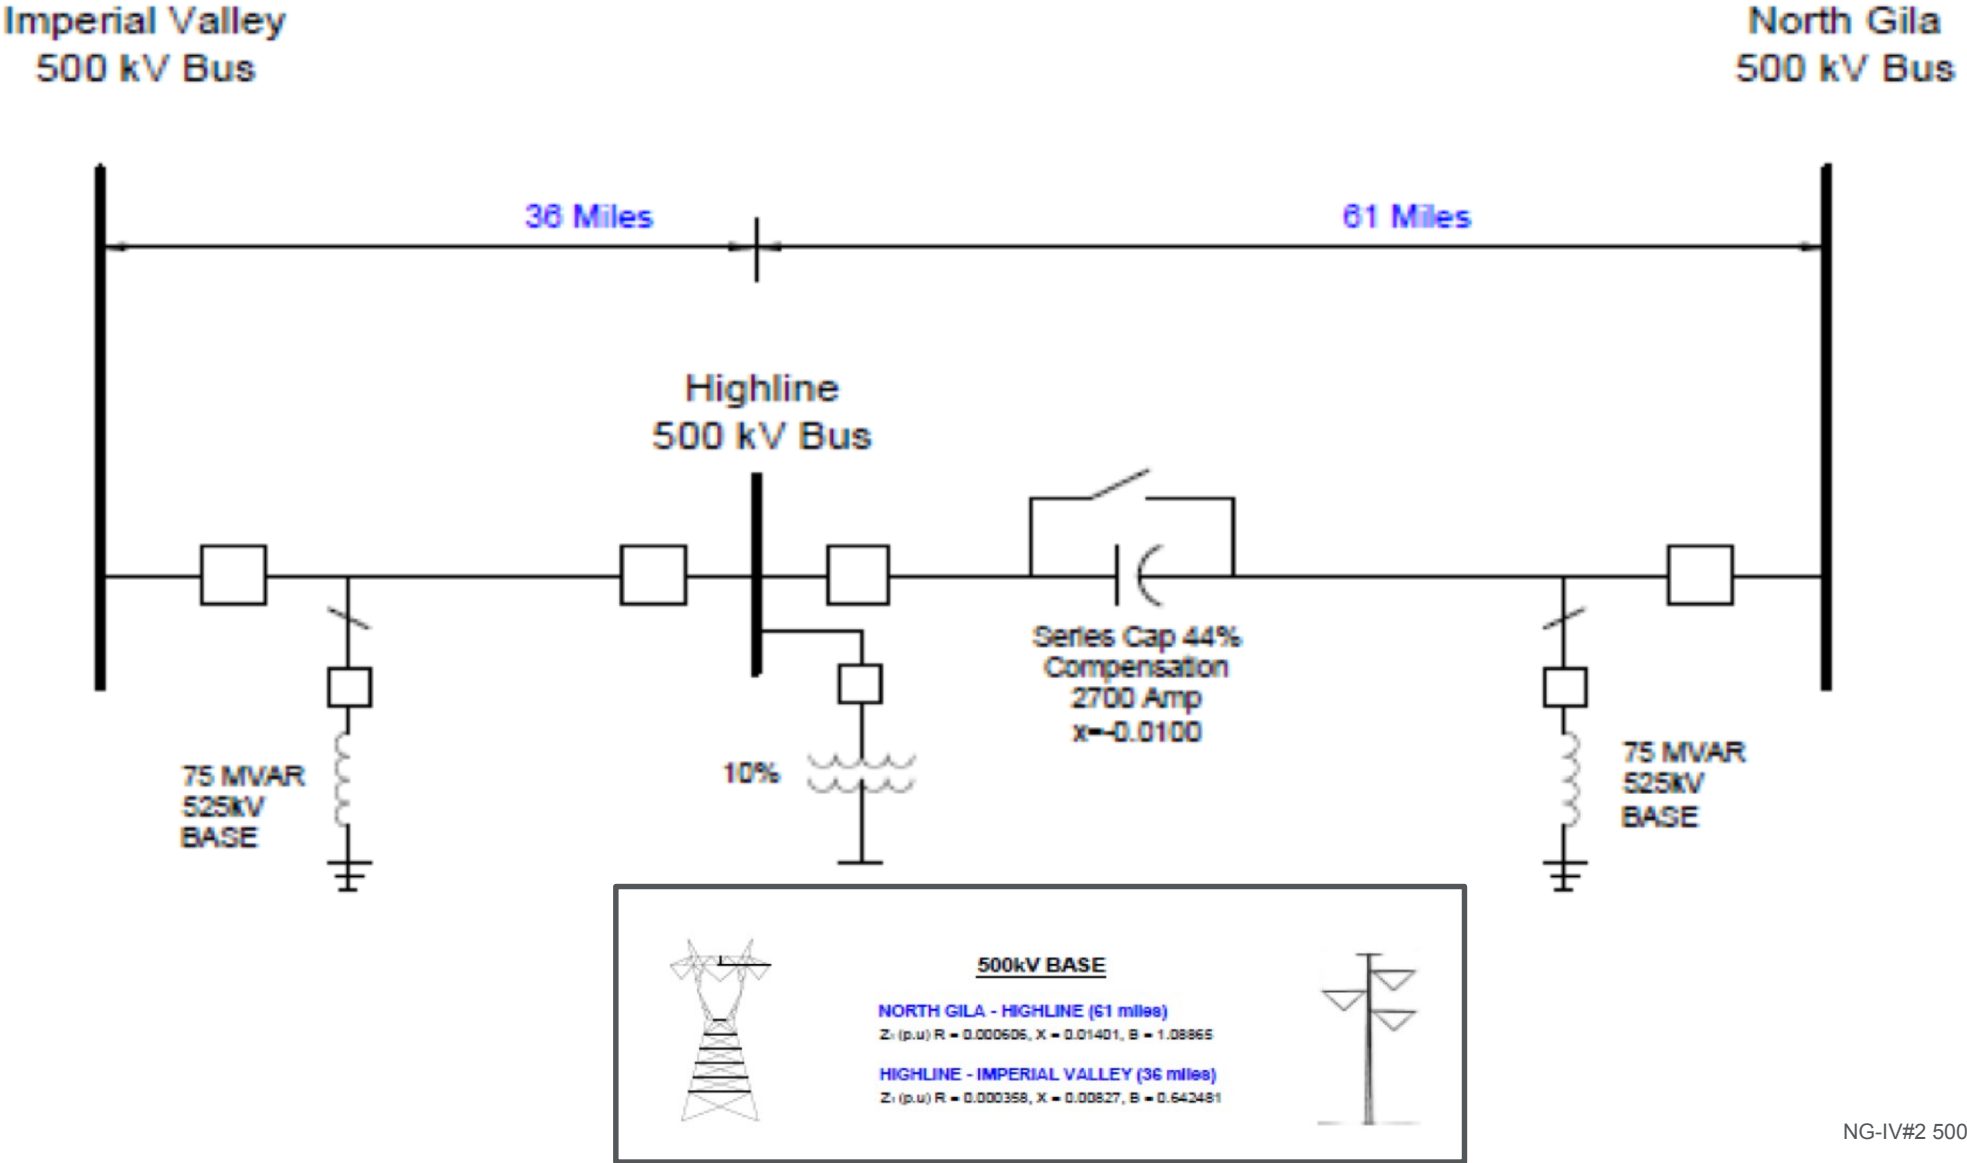 Imperial Valley
500 kV Bus
North Gila
500 kV Bus
36 Miles
61 Miles
Highline
500 kV Bus
Series Cap 44%
Compensation
2700 Amp
x=-0.0100
10%
75 MVAR
525kV
BASE
75 MVAR
525kV
BASE
500kV BASE
NORTH GILA - HIGHLINE (61 miles)
Z₁ (p.u) R = 0.000606, X = 0.01401, B = 1.08865
HIGHLINE - IMPERIAL VALLEY (36 miles)
Z₁ (p.u) R = 0.000358, X = 0.00827, B = 0.642481
NG-IV#2 500